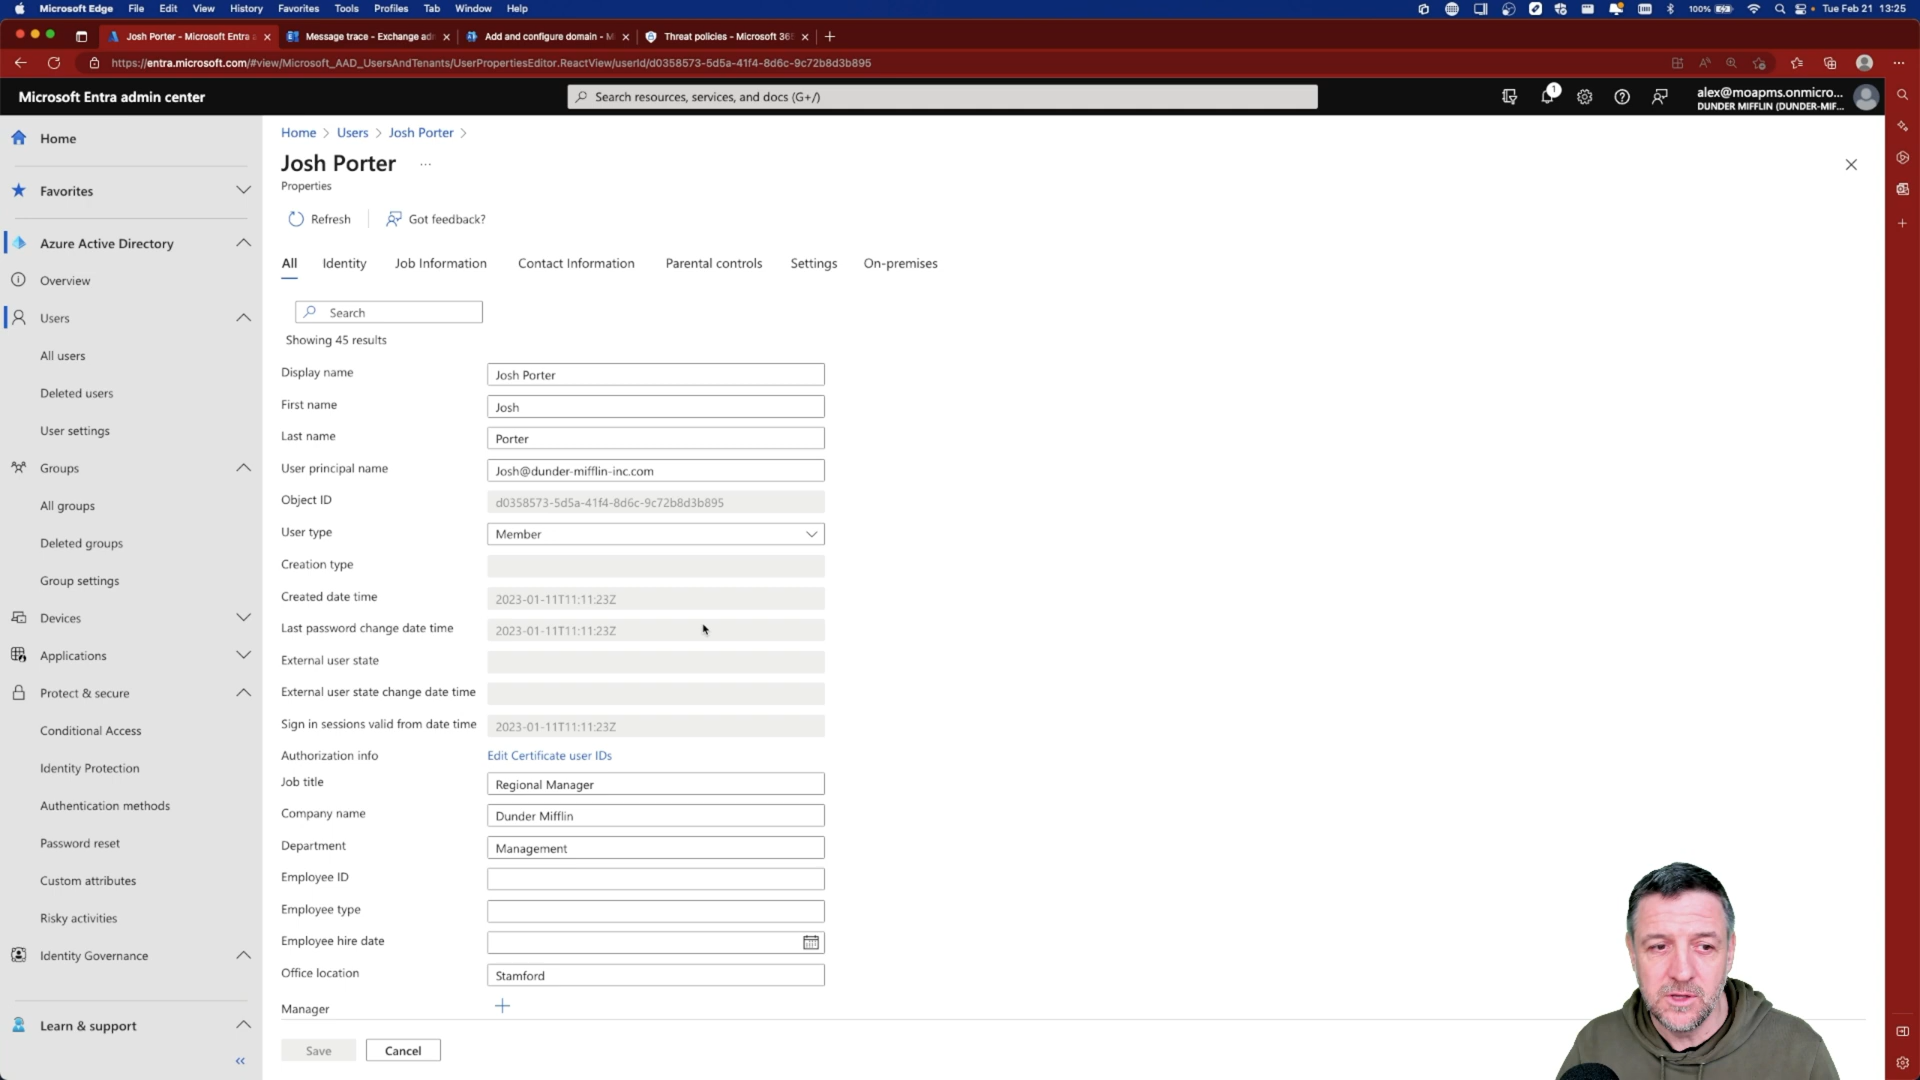 Microsoft Edge File Edit View History Favorites Tools Profiles Tab Window Help 100% Tue Feb 21 13:25
Josh Porter - Microsoft Entra a Message trace - Exchange adm Add and configure domain - M Threat policies - Microsoft 365
https://entra.microsoft.com/#view/Microsoft_AAD_UsersAndTenants/UserPropertiesEditor.ReactView/userId/d0358573-5d5a-41f4-8d6c-9c72b8d3b895
Microsoft Entra admin center
Search resources, services, and docs (G+/)
1
alex@moapms.onmicro...
DUNDER MIFFLIN (DUNDER-MIF...
Home
Favorites
Azure Active Directory
Overview
Users
All users
Deleted users
User settings
Groups
All groups
Deleted groups
Group settings
Devices
Applications
Protect & secure
Conditional Access
Identity Protection
Authentication methods
Password reset
Custom attributes
Risky activities
Identity Governance
Learn & support
Home > Users > Josh Porter >
Josh Porter ...
Properties
Refresh Got feedback?
All Identity Job Information Contact Information Parental controls Settings On-premises
Search
Showing 45 results
Display name Josh Porter
First name Josh
Last name Porter
User principal name Josh@dunder-mifflin-inc.com
Object ID d0358573-5d5a-41f4-8d6c-9c72b8d3b895
User type Member
Creation type
Created date time 2023-01-11T11:11:23Z
Last password change date time 2023-01-11T11:11:23Z
External user state
External user state change date time
Sign in sessions valid from date time 2023-01-11T11:11:23Z
Authorization info Edit Certificate user IDs
Job title Regional Manager
Company name Dunder Mifflin
Department Management
Employee ID
Employee type
Employee hire date
Office location Stamford
Manager
Save Cancel